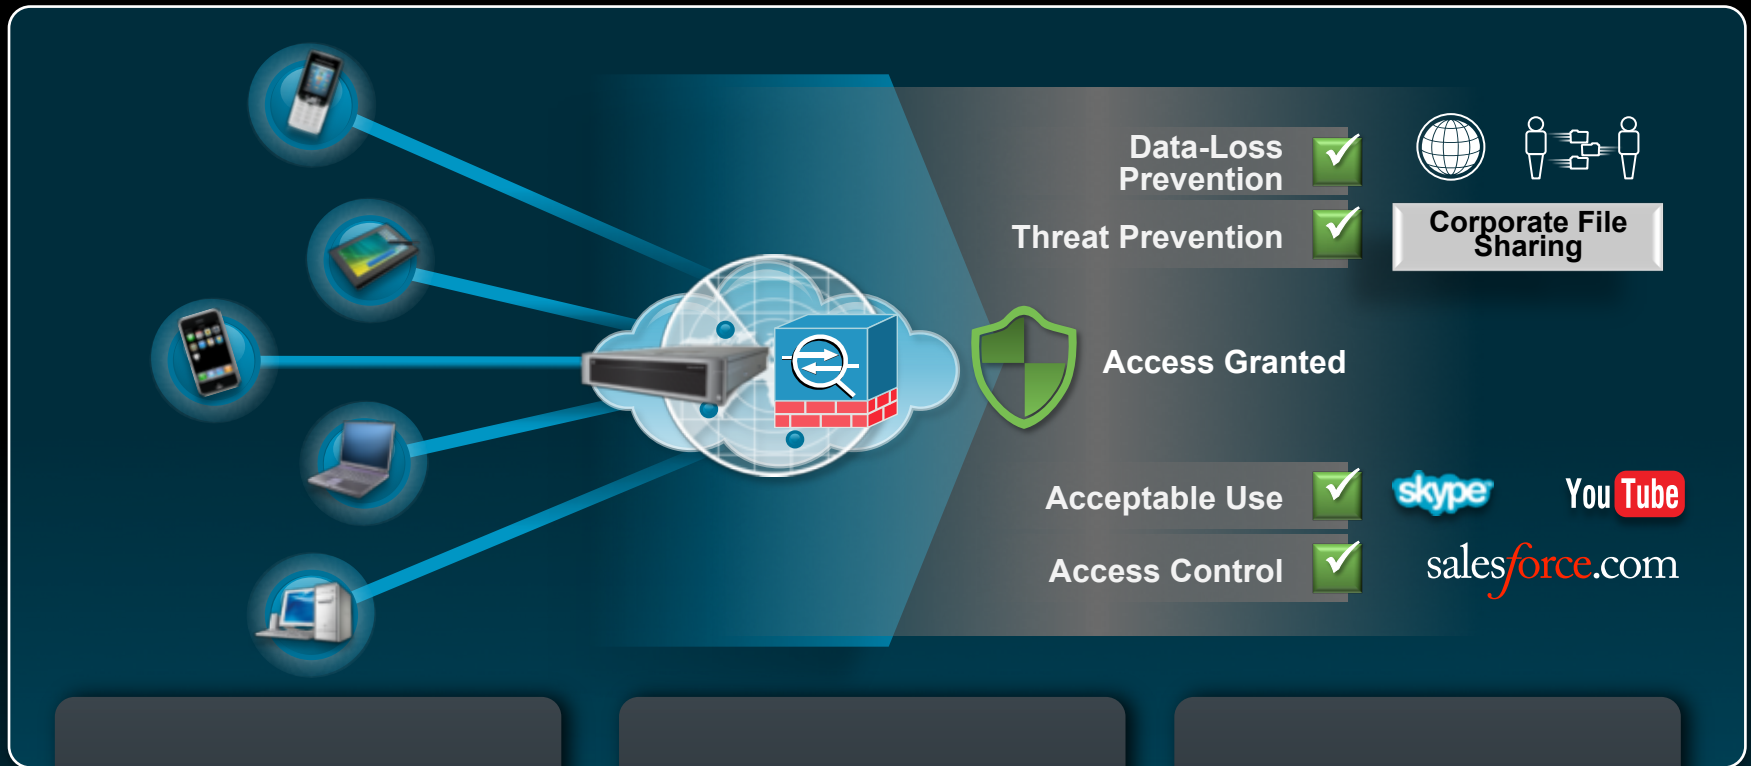 Data-Loss
Prevention
Threat Prevention
Corporate File
Sharing
Access Granted
Acceptable Use
skype
YouTube
Access Control
salesforce.com